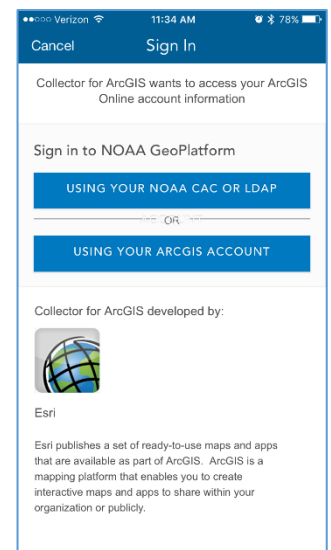 Verizon 11:34 AM 78%
Cancel Sign In
Collector for ArcGIS wants to access your ArcGIS
Online account information
Sign in to NOAA GeoPlatform
USING YOUR NOAA CAC OR LDAP
OR
USING YOUR ARCGIS ACCOUNT
Collector for ArcGIS developed by:
Esri
Esri publishes a set of ready-to-use maps and apps
that are available as part of ArcGIS. ArcGIS is a
mapping platform that enables you to create
interactive maps and apps to share within your
organization or publicly.